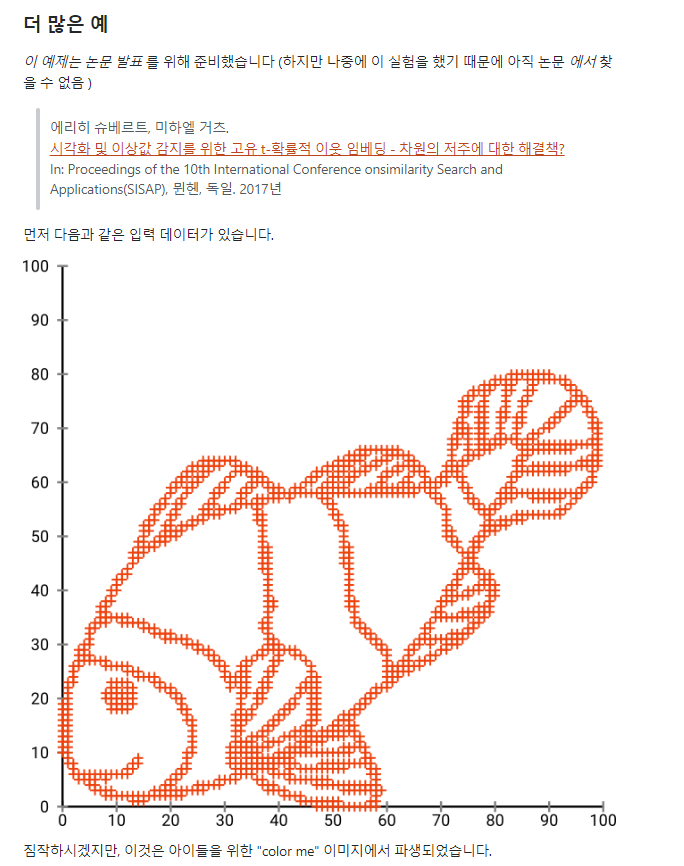 더 많은 예
이 예제는 논문 발표 를 위해 준비했습니다 (하지만 나중에 이 실험을 했기 때문에 아직 논문 에서 찾
을 수 없음 )
에리히 슈베르트, 미하엘 거츠.
시각화 및 이상값 감지를 위한 고유 t-확률적 이웃 임베딩 - 차원의 저주에 대한 해결책?
In: Proceedings of the 10th International Conference onsimilarity Search and
Applications(SISAP), 뮌헨, 독일. 2017년
먼저 다음과 같은 입력 데이터가 있습니다.
100
90
80
70
60
50
40
30
20
10
0
0 10 20 30 40 50 60 70 80 90 100
짐작하시겠지만, 이것은 아이들을 위한 "color me" 이미지에서 파생되었습니다.